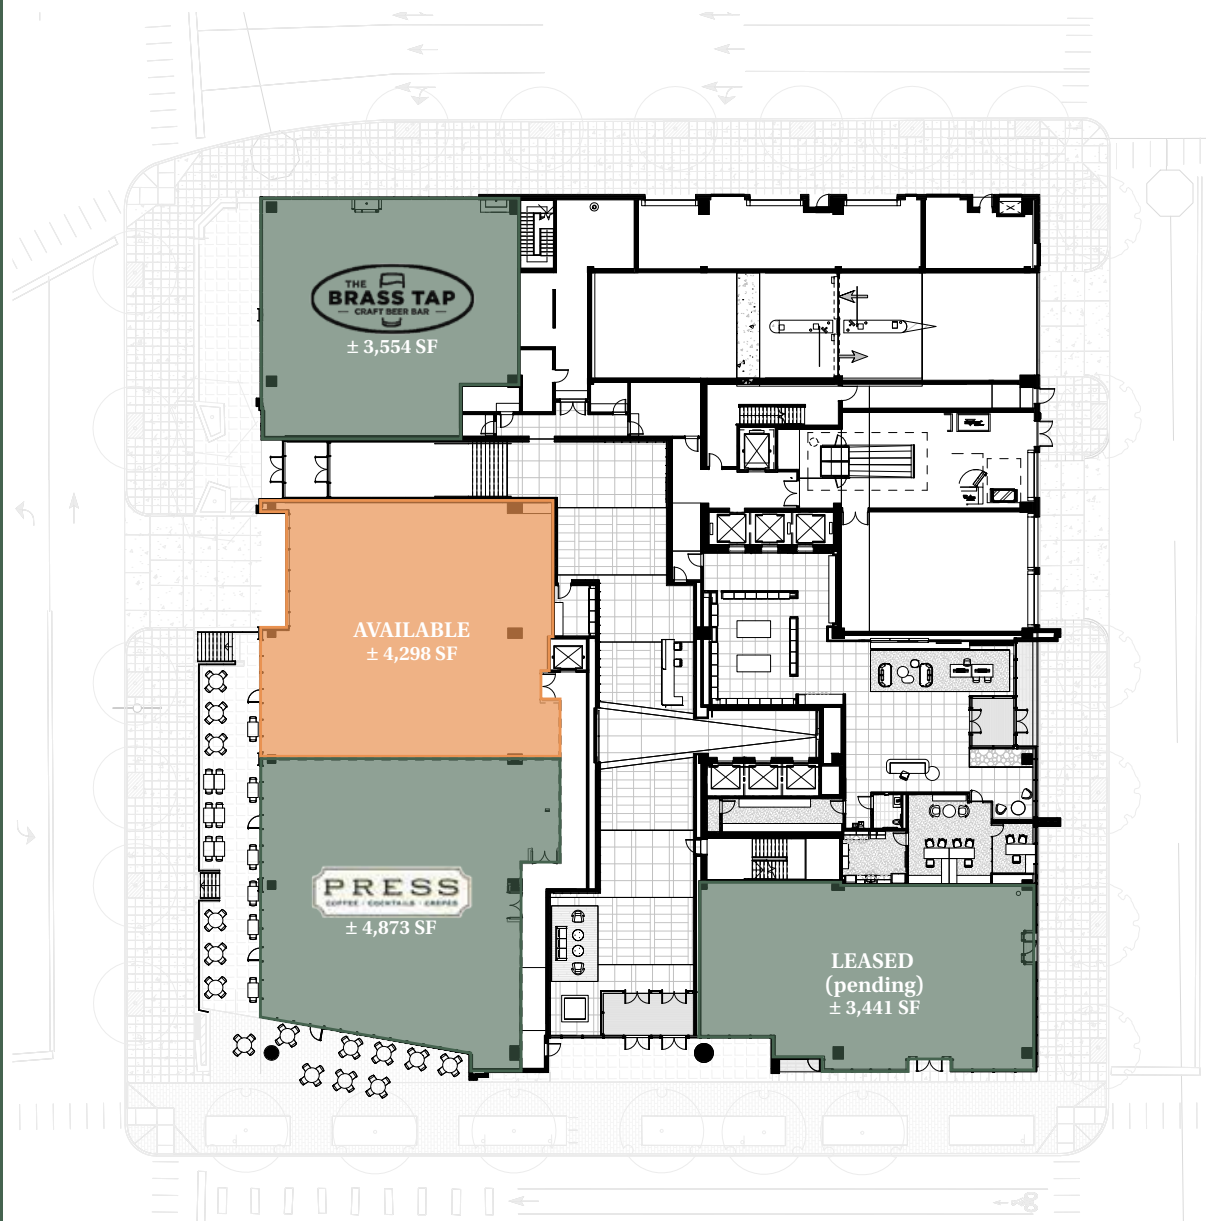 THE
BRASS TAP
CRAFT BEER BAR
± 3,554 SF
AVAILABLE
± 4,298 SF
PRESS
COFFEE · COCKTAILS · CREPES
± 4,873 SF
LEASED
(pending)
± 3,441 SF